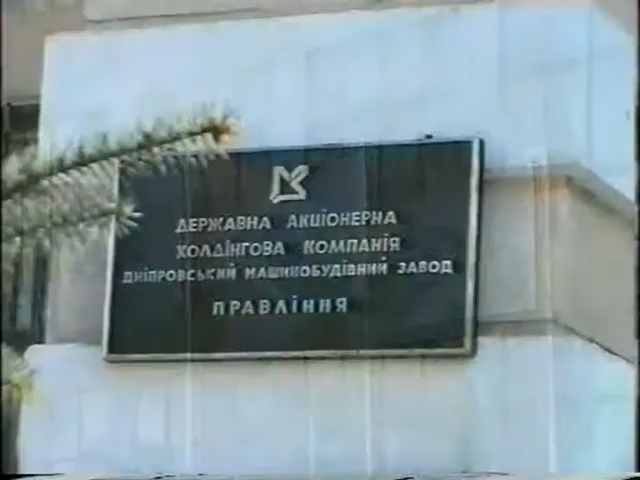 ДЕРЖАВНА АКЦІОНЕРНА
ХОЛДІНГОВА КОМПАНІЯ
ДНІПРОВСЬКИЙ МАШИНОБУДІВНИЙ ЗАВОД
ПРАВЛІННЯ